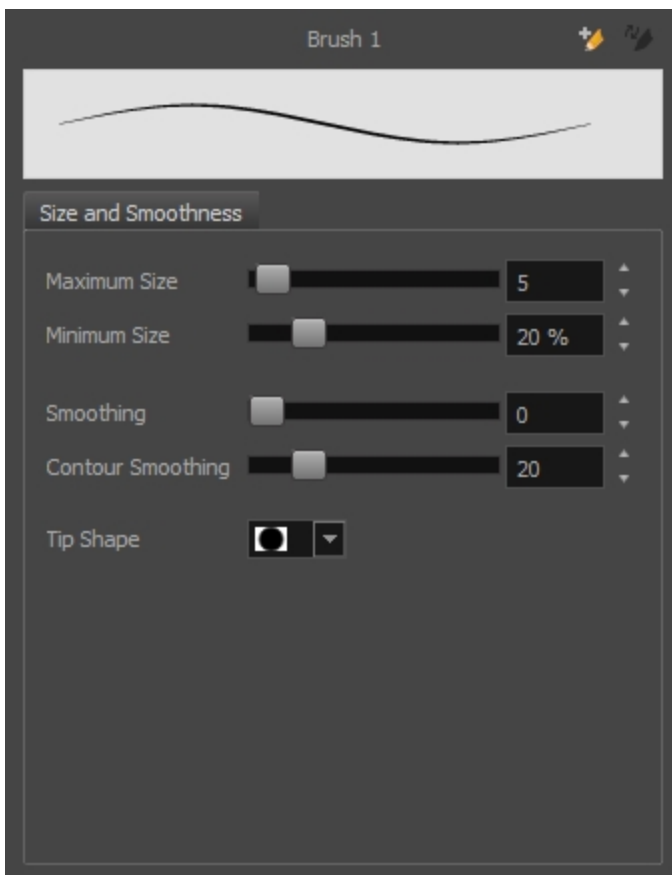 Brush 1
Size and Smoothness
Maximum Size 5
Minimum Size 20 %
Smoothing 0
Contour Smoothing 20
Tip Shape